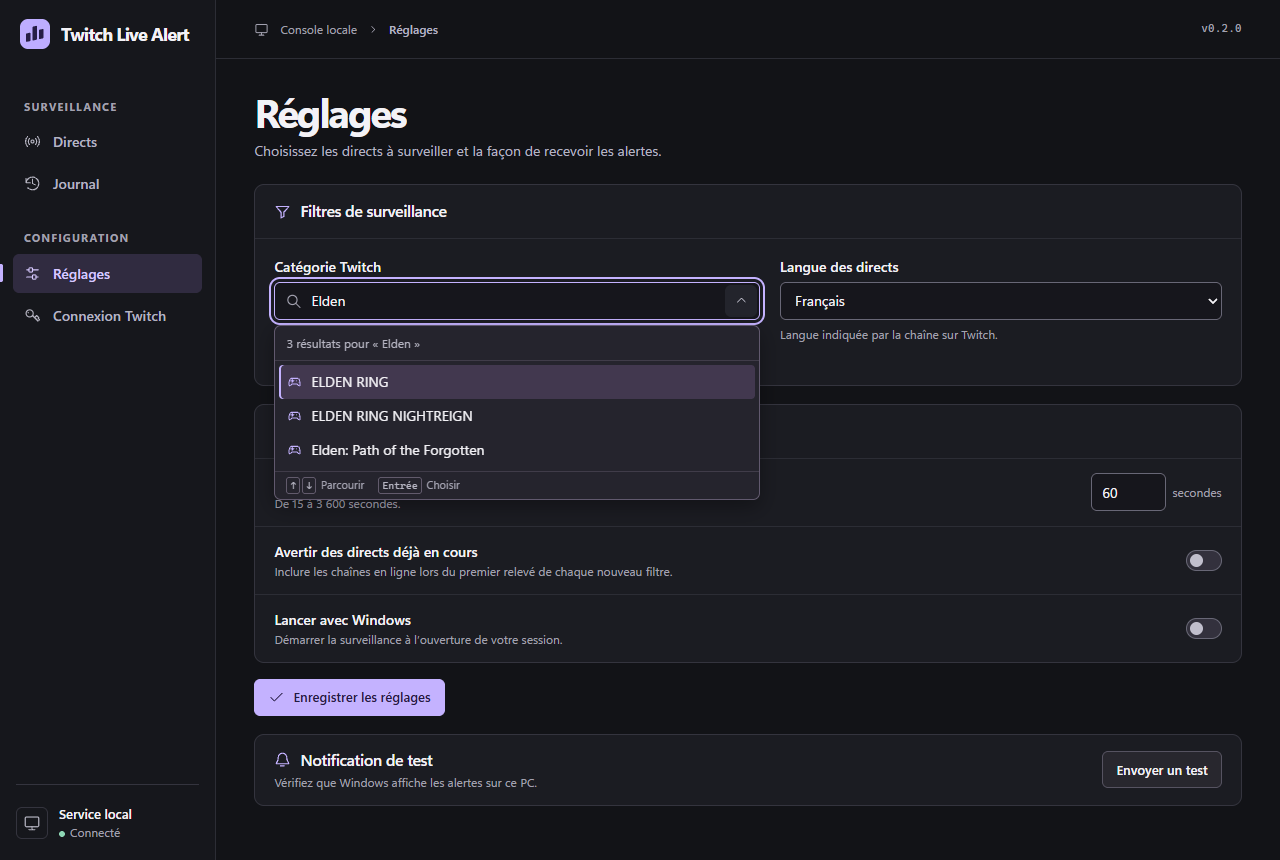 Twitch Live Alert
SURVEILLANCE
Directs
Journal
CONFIGURATION
Réglages
Connexion Twitch
Service local
Connecté
Console locale
Réglages
v0.2.0
Réglages
Choisissez les directs à surveiller et la façon de recevoir les alertes.
Filtres de surveillance
Catégorie Twitch
Elden
3 résultats pour « Elden »
ELDEN RING
ELDEN RING NIGHTREIGN
Elden: Path of the Forgotten
↑ ↓ Parcourir Entrée Choisir
Langue des directs
Français
Langue indiquée par la chaîne sur Twitch.
De 15 à 3 600 secondes.
60 secondes
Avertir des directs déjà en cours
Inclure les chaînes en ligne lors du premier relevé de chaque nouveau filtre.
Lancer avec Windows
Démarrer la surveillance à l'ouverture de votre session.
Enregistrer les réglages
Notification de test
Vérifiez que Windows affiche les alertes sur ce PC.
Envoyer un test